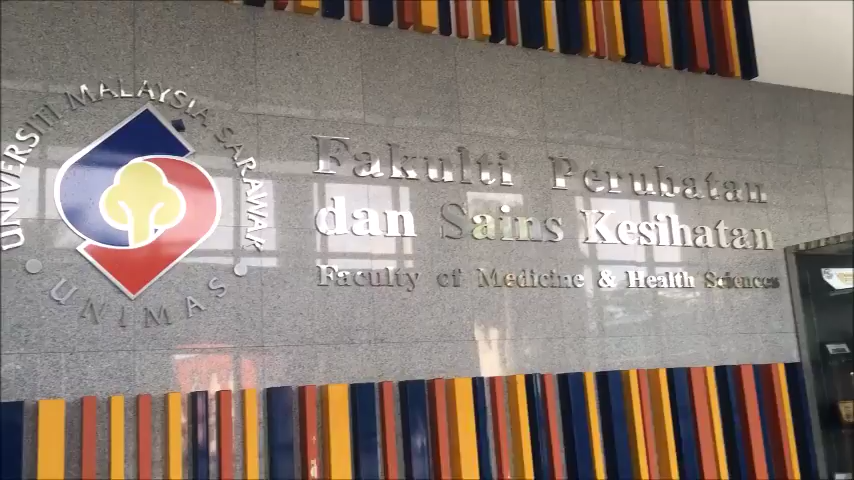 UNIVERSITI MALAYSIA SARAWAK
UNIMAS
Fakulti Perubatan
dan Sains Kesihatan
Faculty of Medicine & Health Sciences